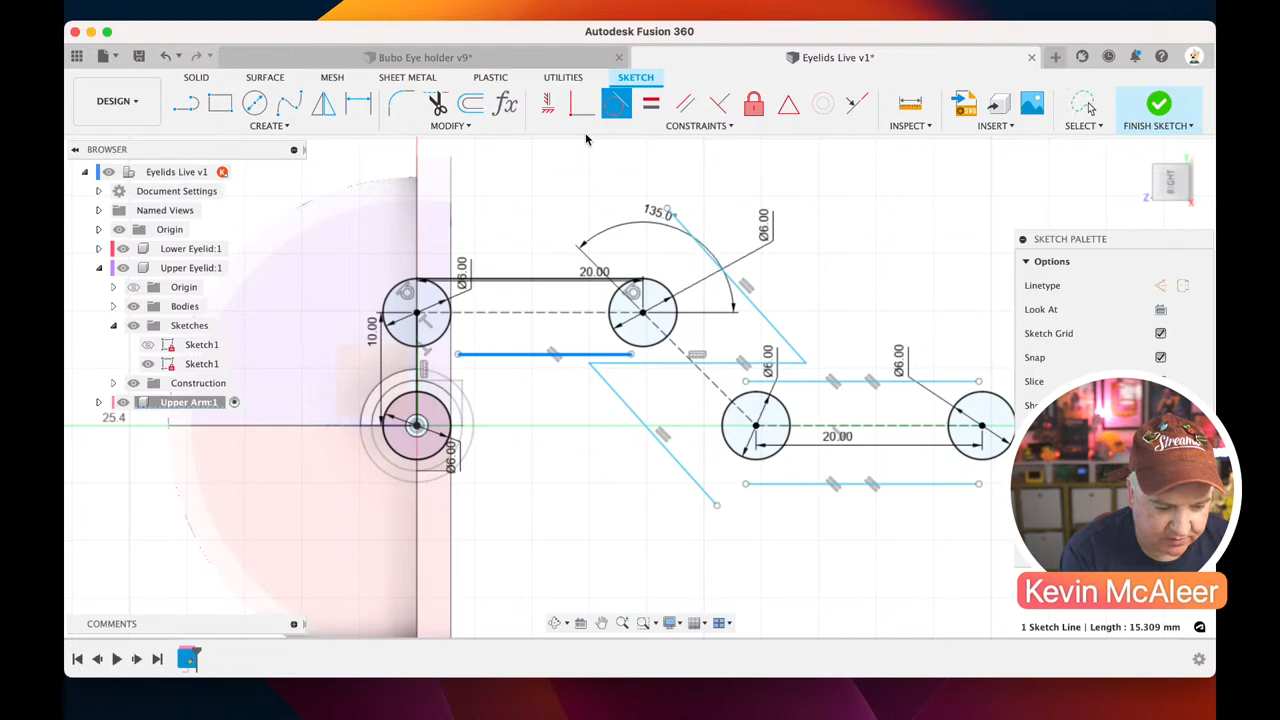 Autodesk Fusion 360
Bubo Eye holder v9*
Eyelids Live v1*
DESIGN
SOLID
SURFACE
MESH
SHEET METAL
PLASTIC
UTILITIES
SKETCH
fx
CREATE
MODIFY
CONSTRAINTS
INSPECT
INSERT
SELECT
FINISH SKETCH
BROWSER
Eyelids Live v1
Document Settings
Named Views
Origin
Lower Eyelid:1
Upper Eyelid:1
Origin
Bodies
Sketches
Sketch1
Sketch1
Construction
Upper Arm:1
25.4
10.00
Ø6.00
20.00
135.0°
Ø6.00
Ø6.00
Ø6.00
Ø6.00
20.00
RIGHT
Z
Y
X
SKETCH PALETTE
Options
Linetype
Look At
Sketch Grid
Snap
Slice
Streams
Kevin McAleer
1 Sketch Line | Length : 15.309 mm
COMMENTS